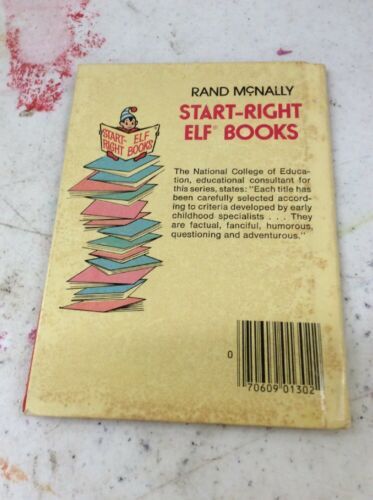 RAND McNALLY
START-RIGHT
ELF® BOOKS
START- ELF
RIGHT BOOKS
The National College of Educa-
tion, educational consultant for
this series, states: "Each title has
been carefully selected accord-
ing to criteria developed by early
childhood specialists . . . They
are factual, fanciful, humorous,
questioning and adventurous."
0
70609 01302